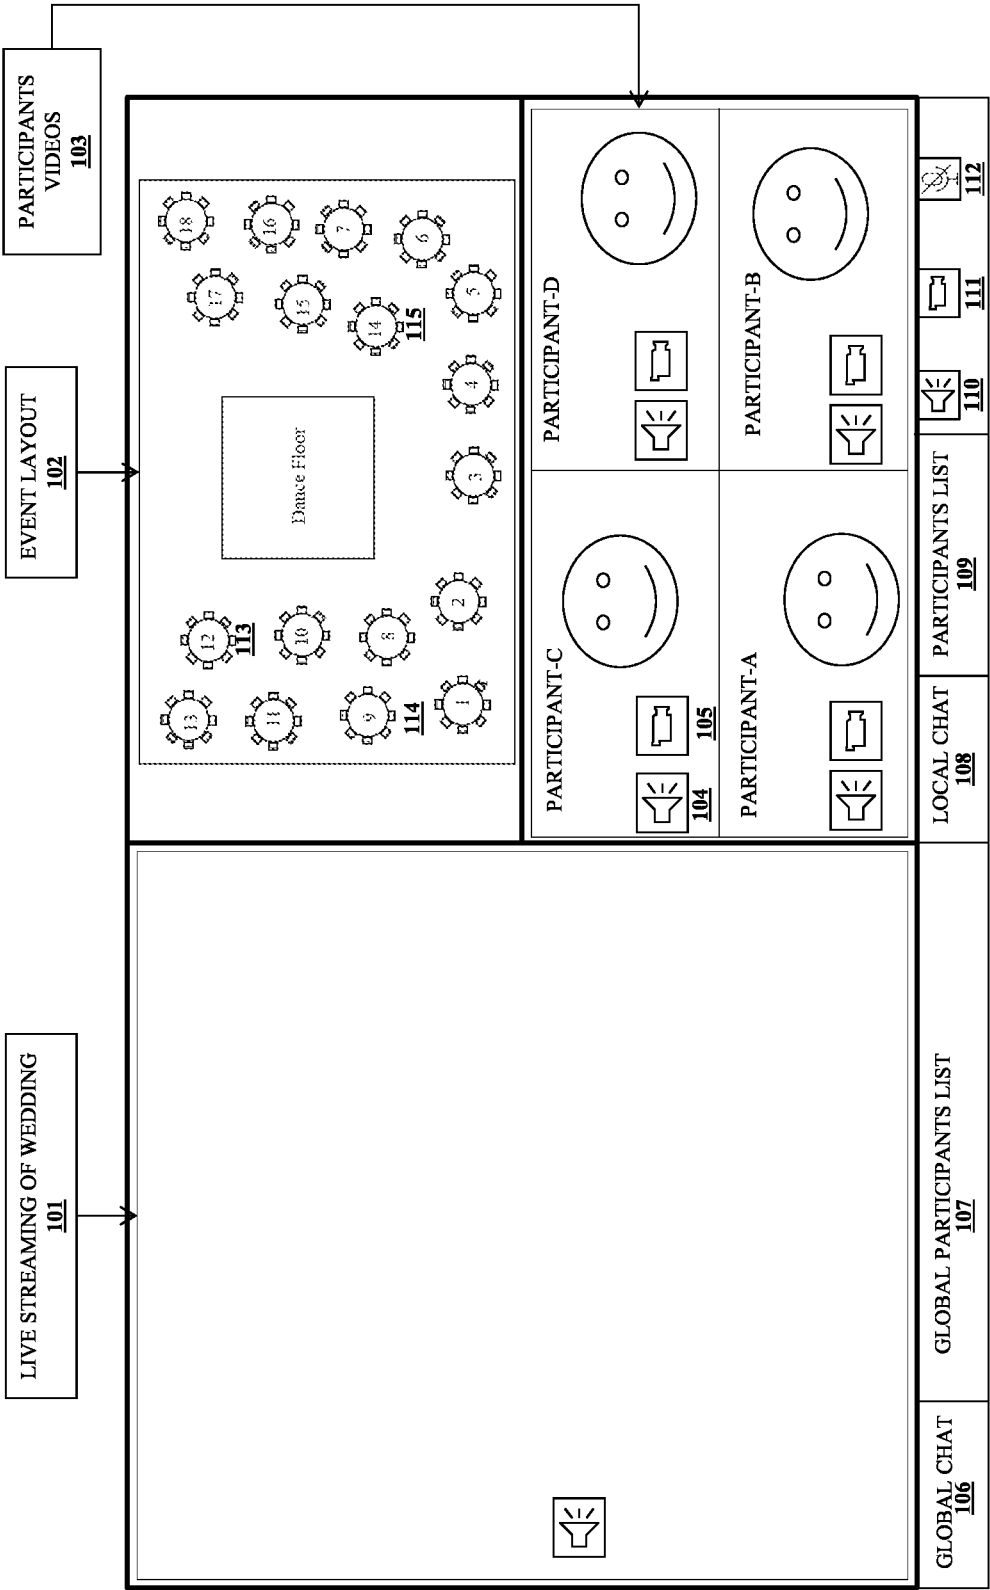 LIVE STREAMING OF WEDDING
101
EVENT LAYOUT
102
PARTICIPANTS
VIDEOS
103
13
12
17
18
11
10
15
16
9
8
14
7
114
113
115
6
1
2
3
4
5
Dance Floor
PARTICIPANT-C
104
105
PARTICIPANT-D
PARTICIPANT-A
PARTICIPANT-B
GLOBAL CHAT
106
GLOBAL PARTICIPANTS LIST
107
LOCAL CHAT
108
PARTICIPANTS LIST
109
110
111
112